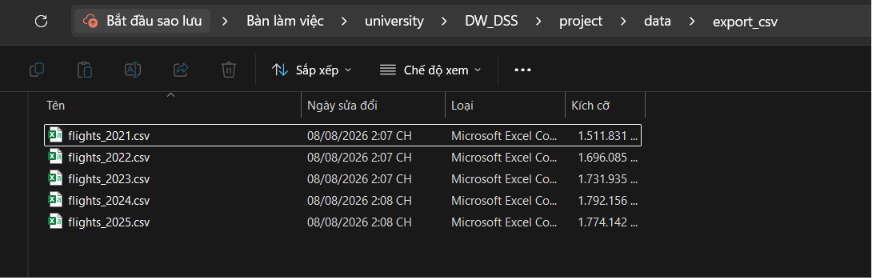 Bắt đầu sao lưu > Bàn làm việc > university > DW_DSS > project > data > export_csv
Sắp xếp Chế độ xem ...
Tên Ngày sửa đổi Loại Kích cỡ
flights_2021.csv 08/08/2026 2:07 CH Microsoft Excel Co... 1.511.831 ...
flights_2022.csv 08/08/2026 2:07 CH Microsoft Excel Co... 1.696.085 ...
flights_2023.csv 08/08/2026 2:07 CH Microsoft Excel Co... 1.731.935 ...
flights_2024.csv 08/08/2026 2:08 CH Microsoft Excel Co... 1.792.156 ...
flights_2025.csv 08/08/2026 2:08 CH Microsoft Excel Co... 1.774.142 ...